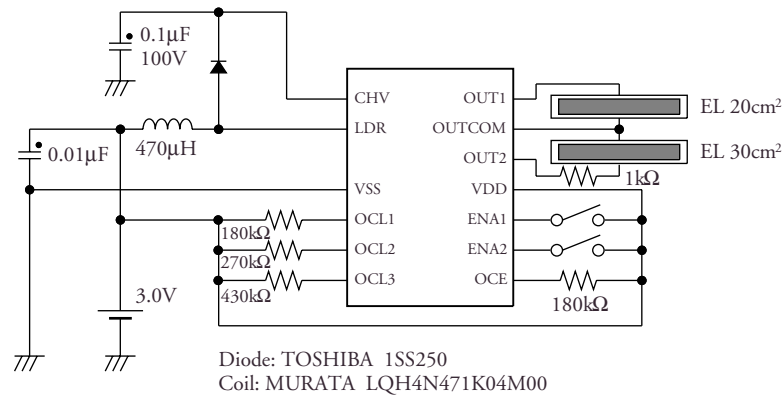 0.1μF
100V
CHV
OUT1
EL 20cm²
LDR
OUTCOM
0.01μF
470μH
OUT2
EL 30cm²
1kΩ
VSS
VDD
OCL1
ENA1
180kΩ
OCL2
ENA2
270kΩ
OCL3
OCE
430kΩ
3.0V
180kΩ
Diode: TOSHIBA 1SS250
Coil: MURATA LQH4N471K04M00